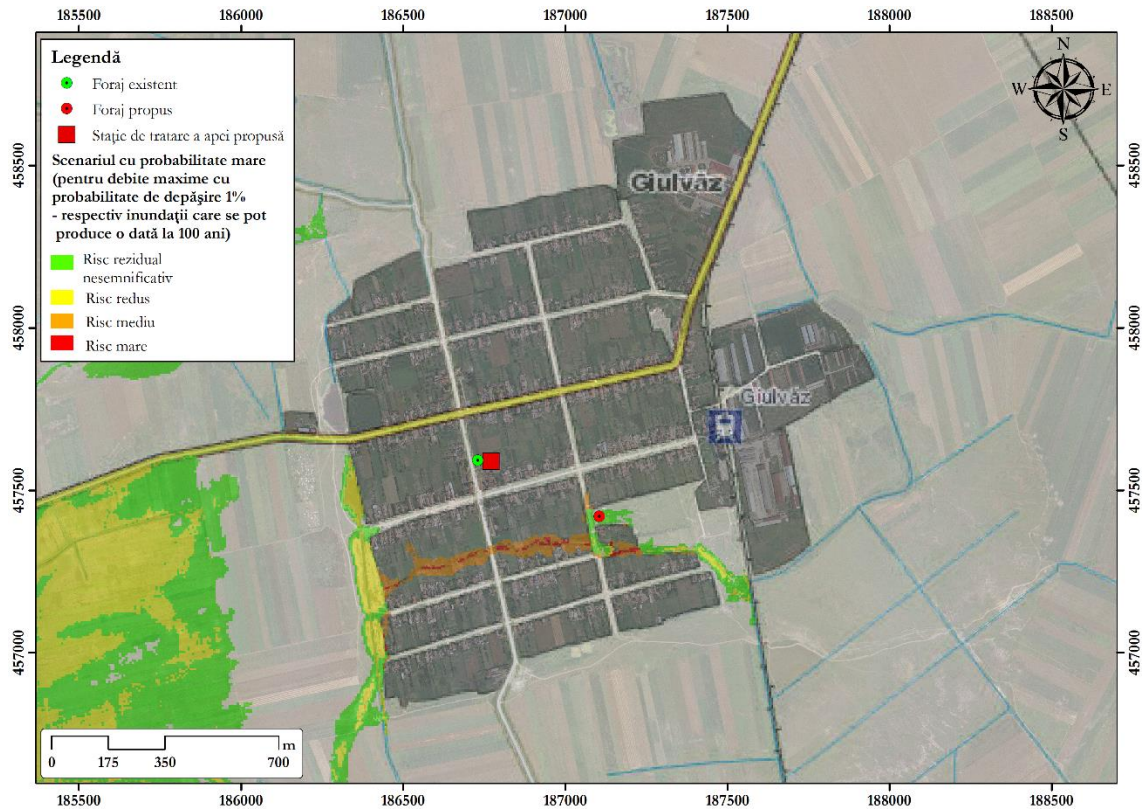 185500 186000 186500 187000 187500 188000 188500
Legendă
Foraj existent
Foraj propus
Stație de tratare a apei propusă
Scenariul cu probabilitate mare
(pentru debite maxime cu
probabilitate de depășire 1%
- respectiv inundații care se pot
produce o dată la 100 ani)
Risc rezidual
nesemnificativ
Risc redus
Risc mediu
Risc mare
N
W E
S
458500 458500
Giulvăz
458000 458000
Giulvăz
457500 457500
457000 457000
m
0 175 350 700
185500 186000 186500 187000 187500 188000 188500